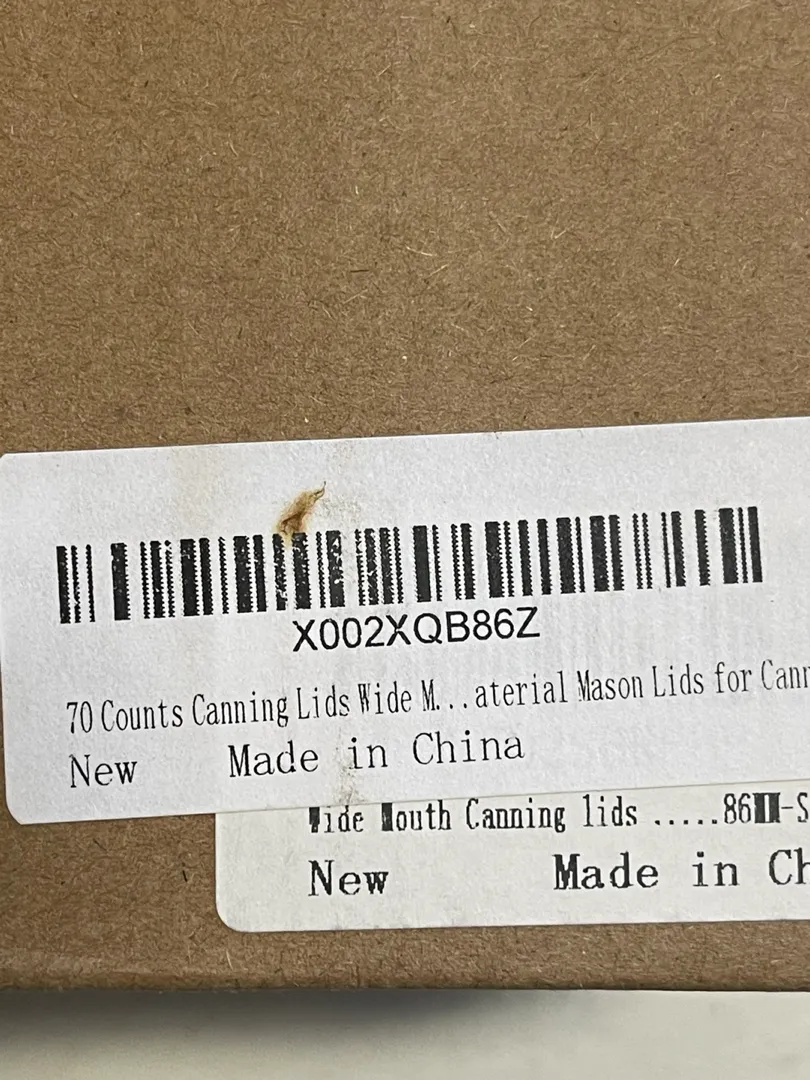 X002XQB86Z
70 Counts Canning Lids Wide M...aterial Mason Lids for Cann
New Made in China
Wide Mouth Canning lids .....86 -S
New Made in Ch